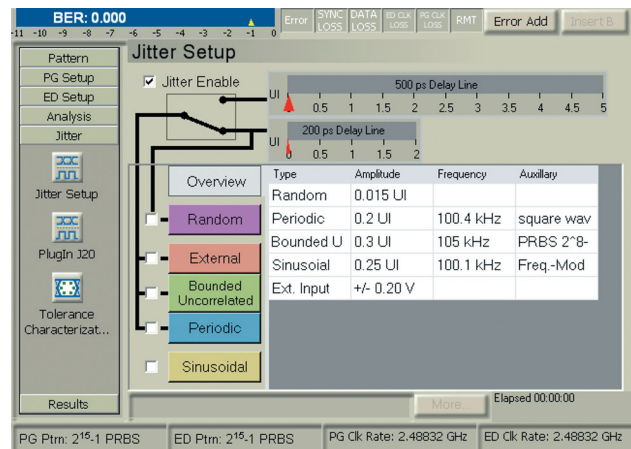 BER: 0.000
-11 -10 -9 -8 -7 -6 -5 -4 -3 -2 -1 0
Error SYNC LOSS DATA LOSS ED CLK LOSS PG CLK LOSS RMT Error Add Insert B
Pattern
PG Setup
ED Setup
Analysis
Jitter
Jitter Setup
PlugIn J20
Tolerance
Characterizat...
Results
Jitter Setup
Jitter Enable
500 ps Delay Line
UI 0 0.5 1 1.5 2 2.5 3 3.5 4 4.5 5
200 ps Delay Line
UI 0 0.5 1 1.5 2
Overview
Random
External
Bounded
Uncorrelated
Periodic
Sinusoidal
Type Amplitude Frequency Auxillary
Random 0.015 UI
Periodic 0.2 UI 100.4 kHz square wav
Bounded U 0.3 UI 105 kHz PRBS 2^8-
Sinusoial 0.25 UI 100.1 kHz Freq.-Mod
Ext. Input +/- 0.20 V
More... Elapsed 00:00:00
PG Ptrn: 2¹⁵-1 PRBS ED Ptrn: 2¹⁵-1 PRBS PG Clk Rate: 2.48832 GHz ED Clk Rate: 2.48832 GHz